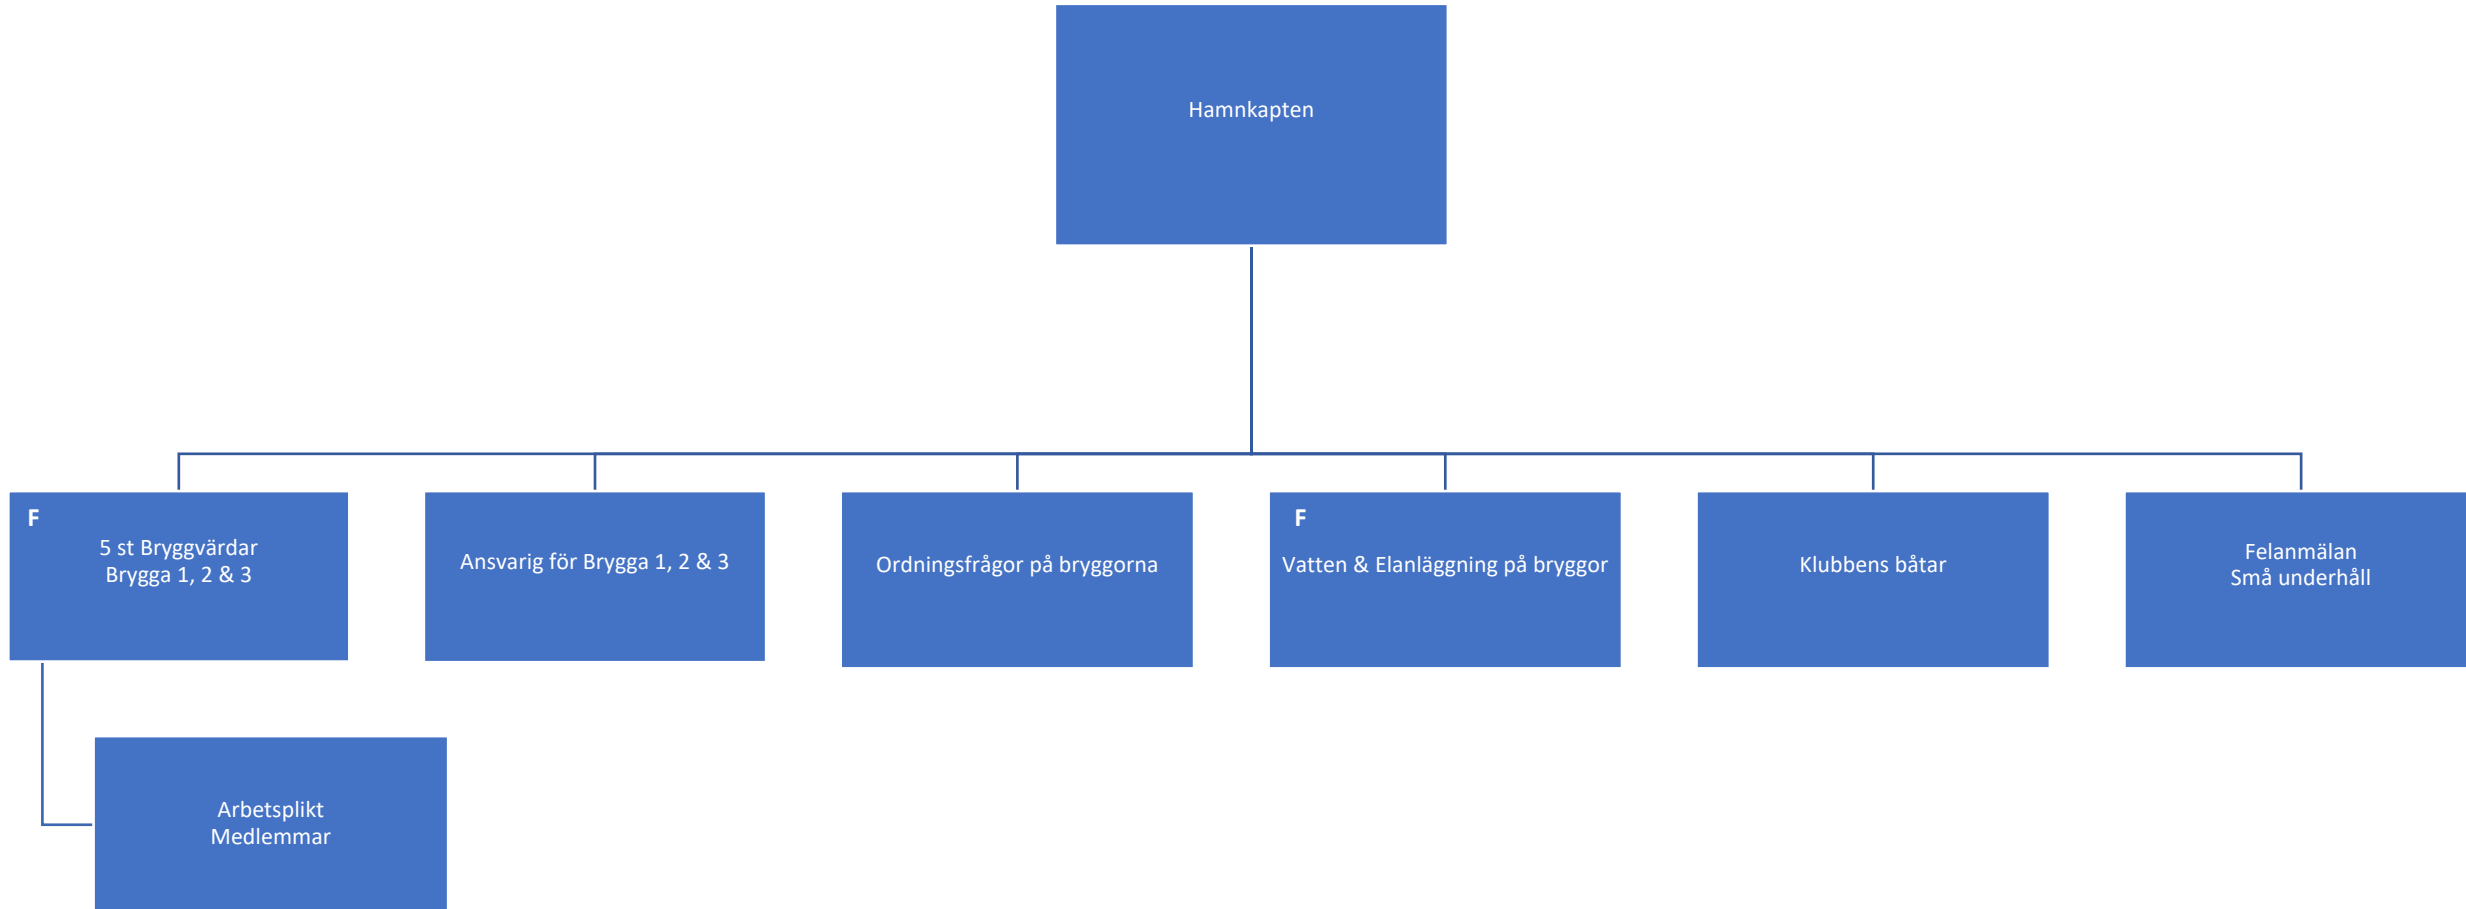 Hamnkapten
F
5 st Bryggvärdar
Brygga 1, 2 & 3
Ansvarig för Brygga 1, 2 & 3
Ordningsfrågor på bryggorna
F
Vatten & Elanläggning på bryggor
Klubbens båtar
Felanmälan
Små underhåll
Arbetsplikt
Medlemmar